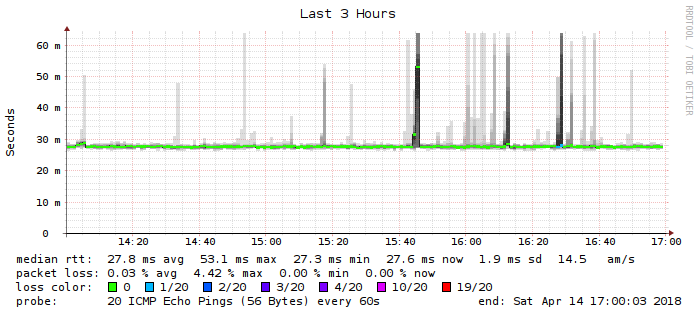 Last 3 Hours
RRDTOOL / TOBI OETIKER
Seconds
60 m
50 m
40 m
30 m
20 m
10 m
0
14:20 14:40 15:00 15:20 15:40 16:00 16:20 16:40 17:00
median rtt: 27.8 ms avg 53.1 ms max 27.3 ms min 27.6 ms now 1.9 ms sd 14.5 am/s
packet loss: 0.03 % avg 4.42 % max 0.00 % min 0.00 % now
loss color: 0 1/20 2/20 3/20 4/20 10/20 19/20
probe: 20 ICMP Echo Pings (56 Bytes) every 60s end: Sat Apr 14 17:00:03 2018